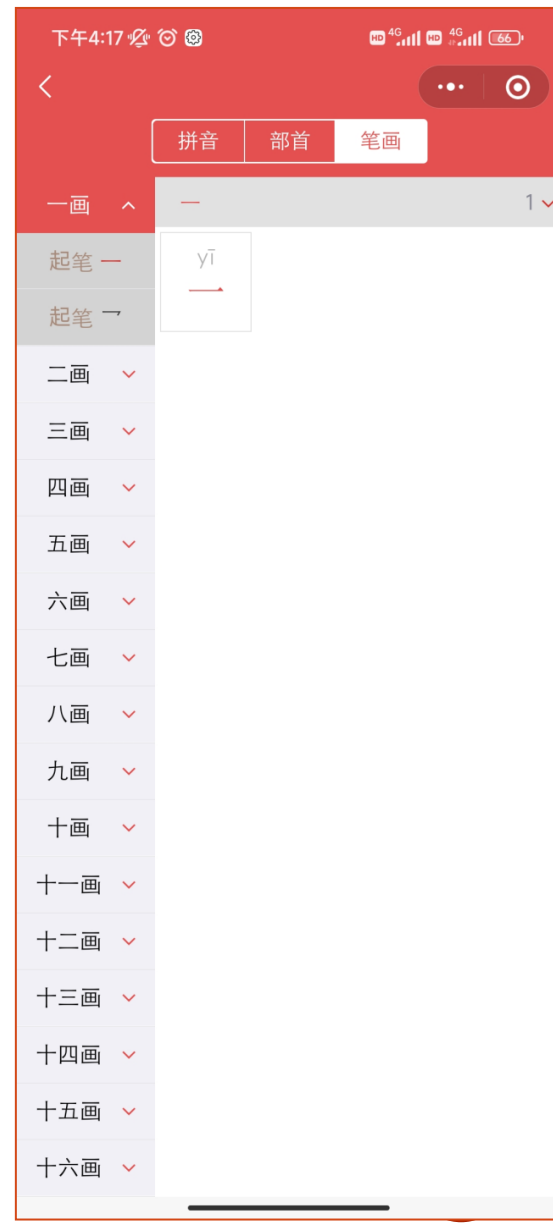 下午4:17 HD 4G HD 4G 66
拼音 部首 笔画
一画 一 1
起笔 一 yī
一
起笔 乛
二画
三画
四画
五画
六画
七画
八画
九画
十画
十一画
十二画
十三画
十四画
十五画
十六画